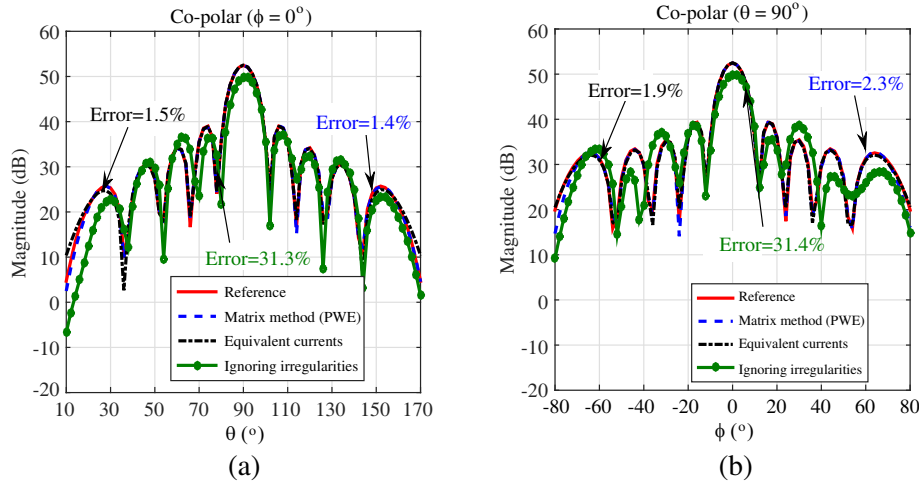 Co-polar (ϕ = 0°)
60
50
40
30
20
10
0
-10
-20
20
Magnitude (dB)
Error=1.5%
Error=1.4%
Error=31.3%
Reference
Matrix method (PWE)
Equivalent currents
Ignoring irregularities
10 30 50 70 90 110 130 150 170
θ (°)
(a)
Co-polar (θ = 90°)
60
50
40
30
20
10
0
-10
20
Magnitude (dB)
Error=1.9%
Error=2.3%
Error=31.4%
Reference
Matrix method (PWE)
Equivalent currents
Ignoring irregularities
-80 -60 -40 -20 0 20 40 60 80
ϕ (°)
(b)